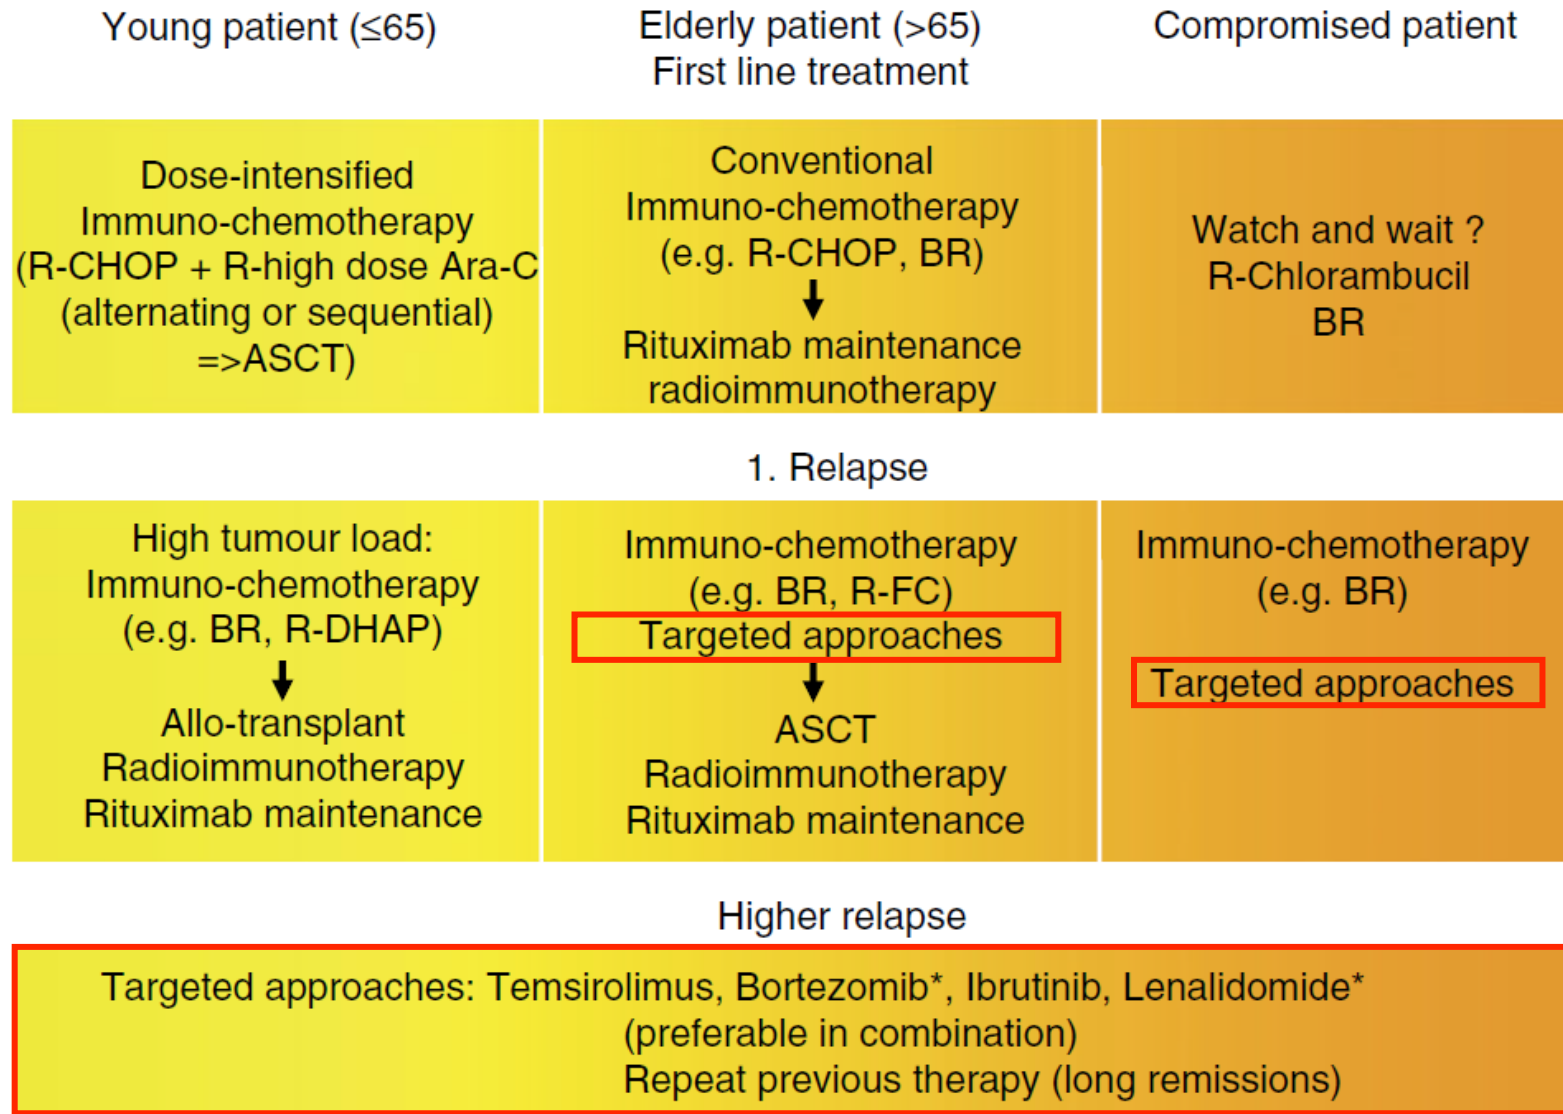 Young patient (≤65)
Elderly patient (>65)
First line treatment
Compromised patient
Dose-intensified
Immuno-chemotherapy
(R-CHOP + R-high dose Ara-C
(alternating or sequential)
=>ASCT)
Conventional
Immuno-chemotherapy
(e.g. R-CHOP, BR)
Rituximab maintenance
radioimmunotherapy
Watch and wait ?
R-Chlorambucil
BR
1. Relapse
High tumour load:
Immuno-chemotherapy
(e.g. BR, R-DHAP)
Allo-transplant
Radioimmunotherapy
Rituximab maintenance
Immuno-chemotherapy
(e.g. BR, R-FC)
Targeted approaches
ASCT
Radioimmunotherapy
Rituximab maintenance
Immuno-chemotherapy
(e.g. BR)
Targeted approaches
Higher relapse
Targeted approaches: Temsirolimus, Bortezomib*, Ibrutinib, Lenalidomide*
(preferable in combination)
Repeat previous therapy (long remissions)